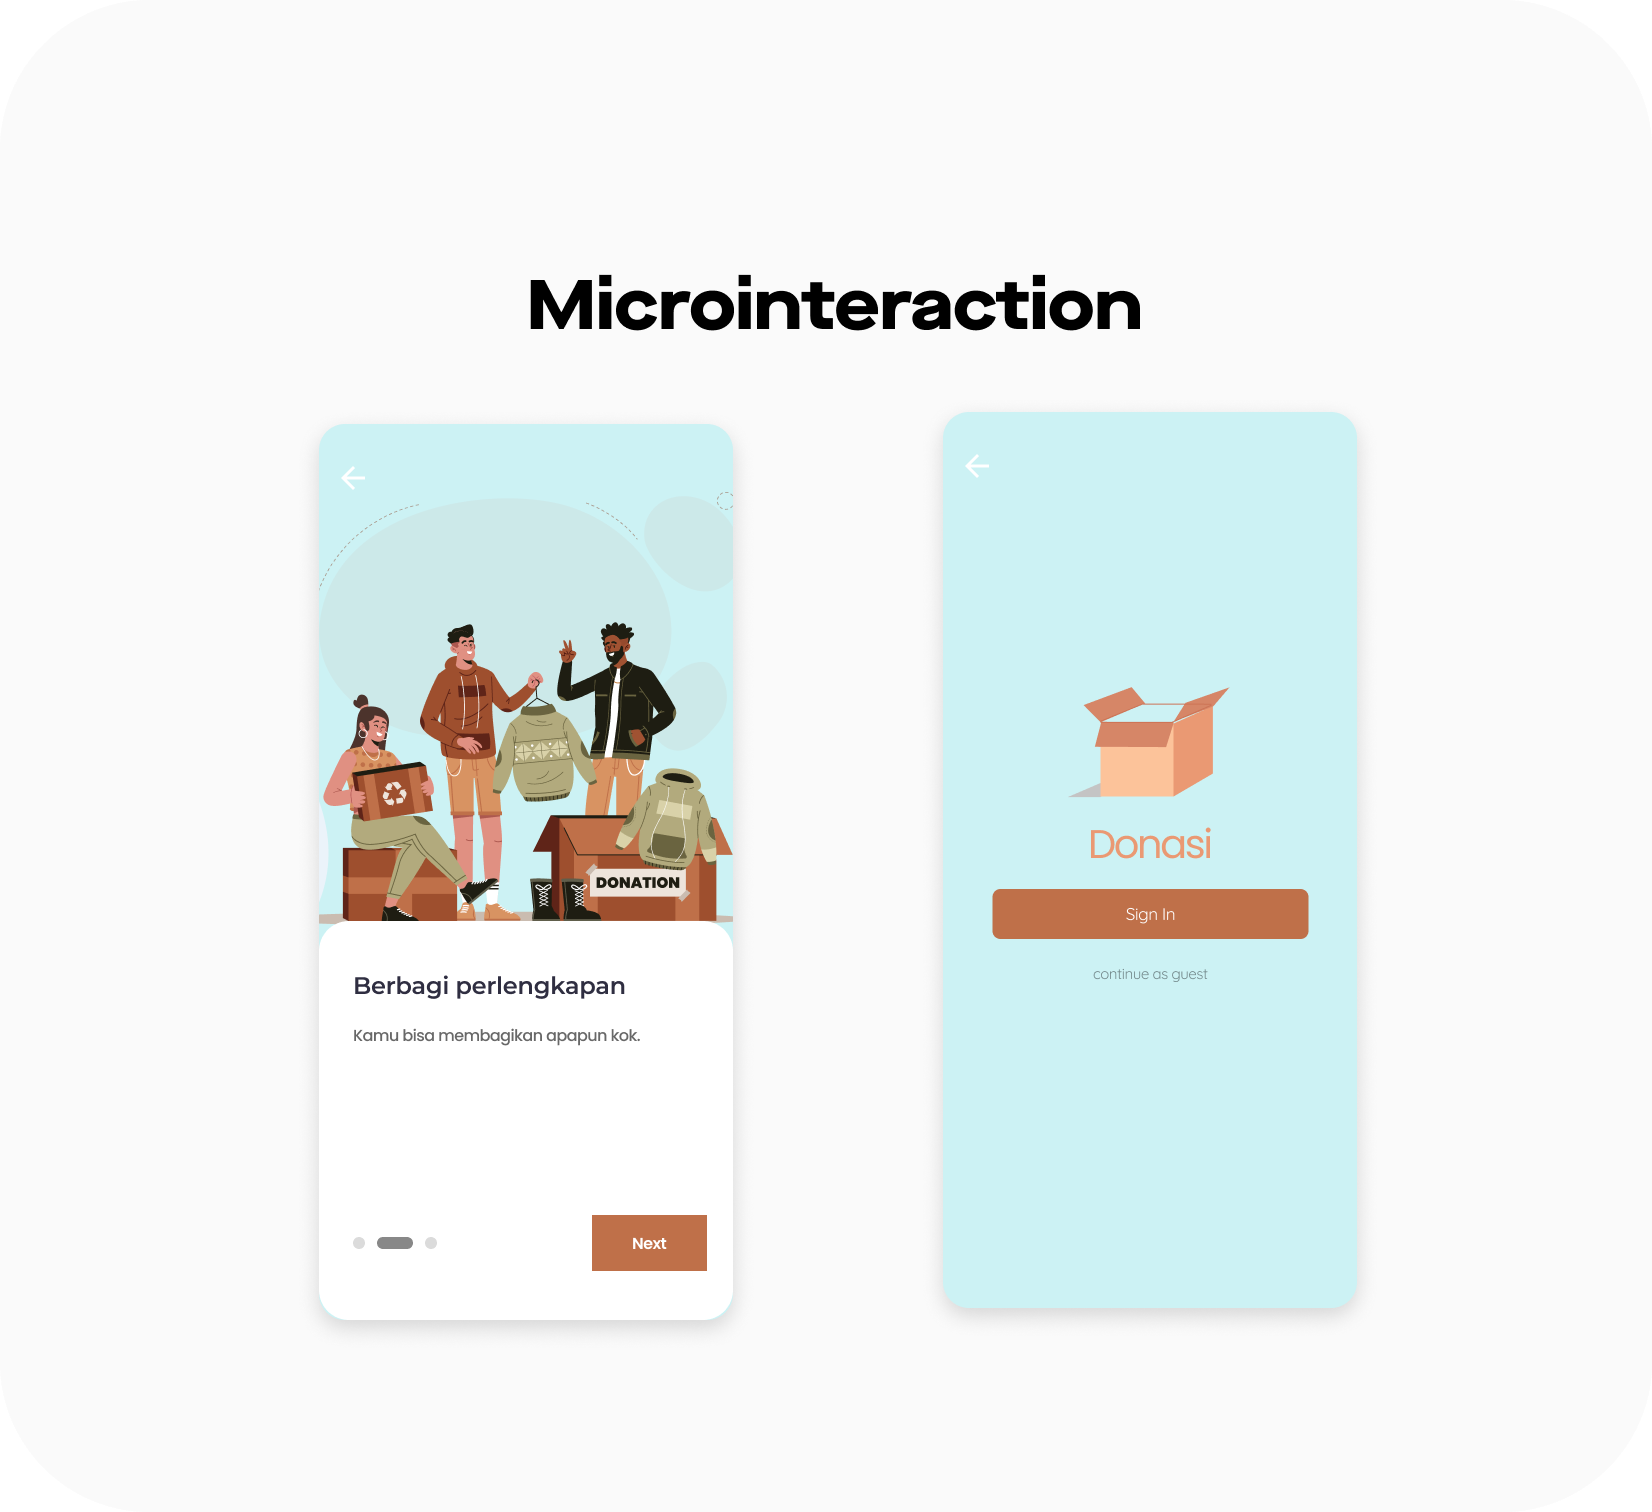 Microinteraction
DONATION
Berbagi perlengkapan
Kamu bisa membagikan apapun kok.
Next
Donasi
Sign In
continue as guest